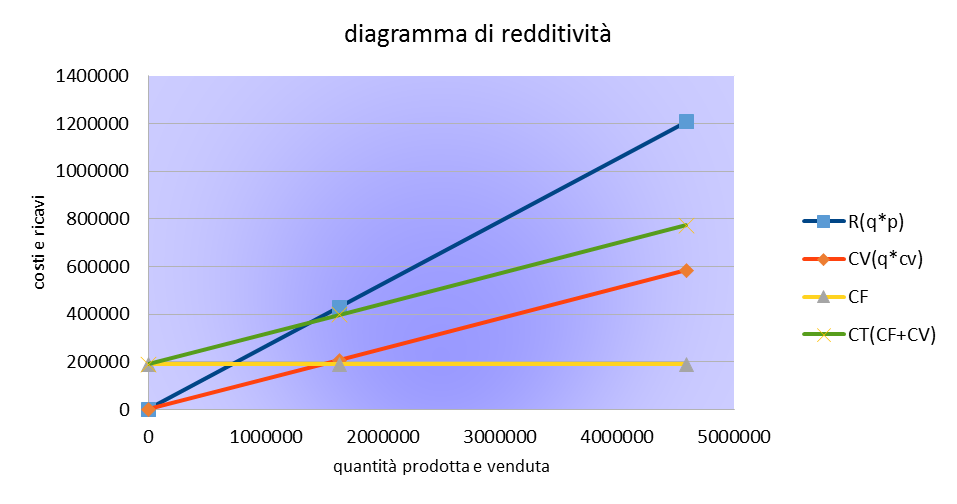 diagramma di redditività
1400000
1200000
1000000
800000
600000
400000
200000
0
0 1000000 2000000 3000000 4000000 5000000
costi e ricavi
quantità prodotta e venduta
R(q*p)
CV(q*cv)
CF
CT(CF+CV)